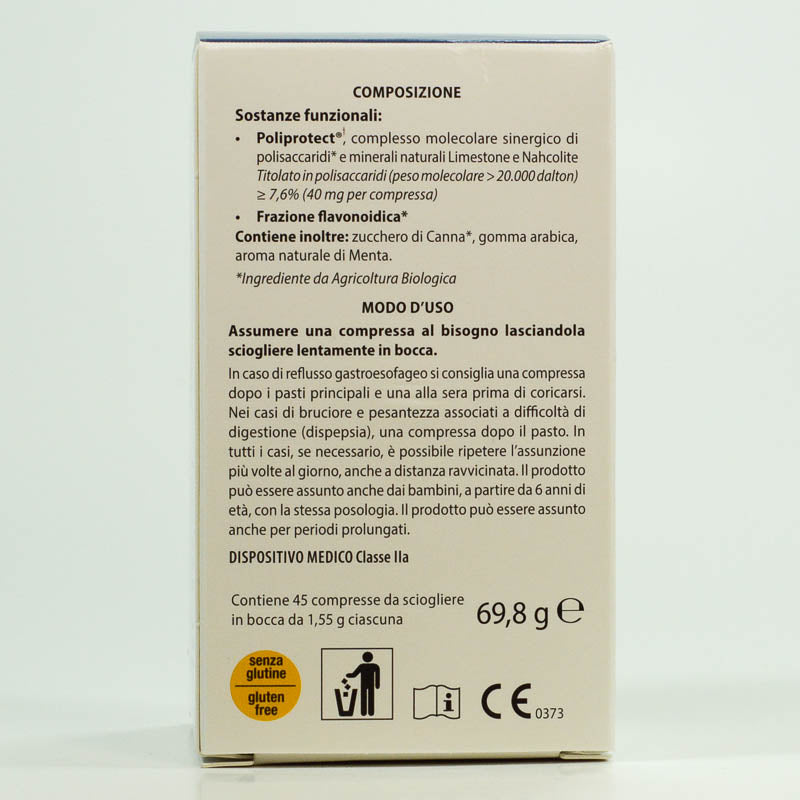 COMPOSIZIONE
Sostanze funzionali:
• Poliprotect®, complesso molecolare sinergico di
polisaccaridi* e minerali naturali Limestone e Nahcolite
Titolato in polisaccaridi (peso molecolare > 20.000 dalton)
≥ 7,6% (40 mg per compressa)
• Frazione flavonoidica*
Contiene inoltre: zucchero di Canna*, gomma arabica,
aroma naturale di Menta.
*Ingrediente da Agricoltura Biologica
MODO D'USO
Assumere una compressa al bisogno lasciandola
sciogliere lentamente in bocca.
In caso di reflusso gastroesofageo si consiglia una compressa
dopo i pasti principali e una alla sera prima di coricarsi.
Nei casi di bruciore e pesantezza associati a difficoltà di
digestione (dispepsia), una compressa dopo il pasto. In
tutti i casi, se necessario, è possibile ripetere l'assunzione
più volte al giorno, anche a distanza ravvicinata. Il prodotto
può essere assunto anche dai bambini, a partire da 6 anni di
età, con la stessa posologia. Il prodotto può essere assunto
anche per periodi prolungati.
DISPOSITIVO MEDICO Classe IIa
Contiene 45 compresse da sciogliere
in bocca da 1,55 g ciascuna
69,8 g ℮
senza
glutine
gluten
free
i
CE 0373